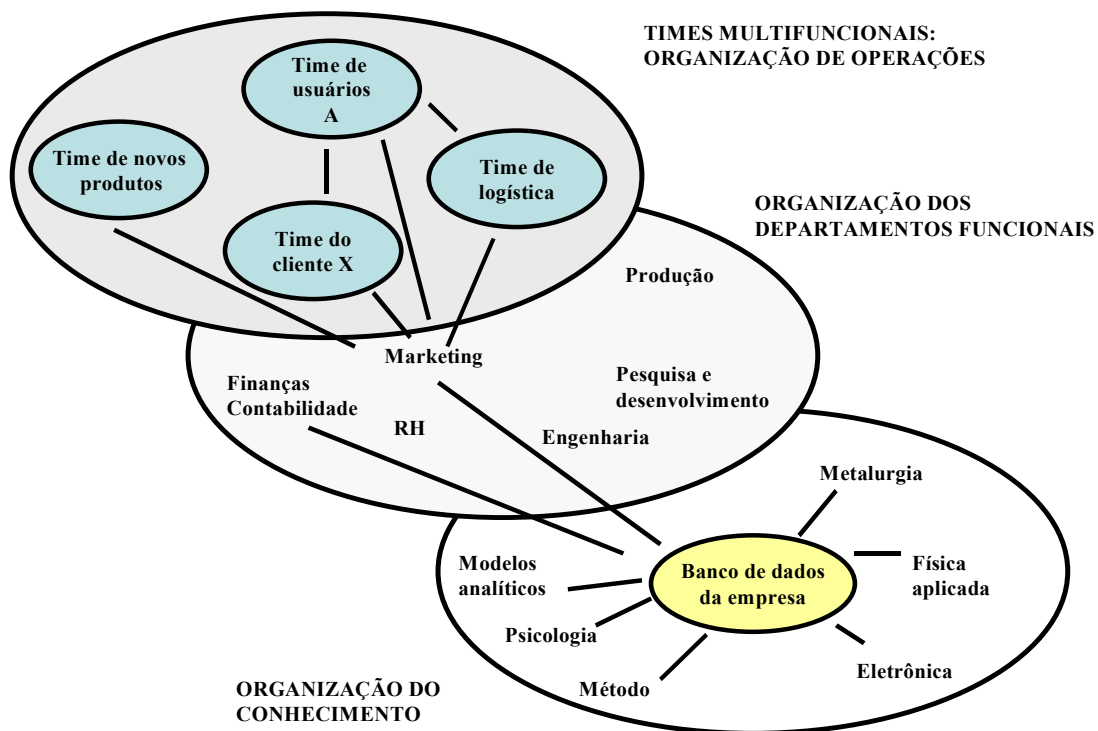 TIMES MULTIFUNCIONAIS:
ORGANIZAÇÃO DE OPERAÇÕES
Time de
usuários
A
Time de novos
produtos
Time de
logística
Time do
cliente X
ORGANIZAÇÃO DOS
DEPARTAMENTOS FUNCIONAIS
Produção
Marketing
Finanças
Contabilidade
Pesquisa e
desenvolvimento
RH
Engenharia
Metalurgia
Modelos
analíticos
Banco de dados
da empresa
Física
aplicada
Psicologia
Eletrônica
Método
ORGANIZAÇÃO DO
CONHECIMENTO